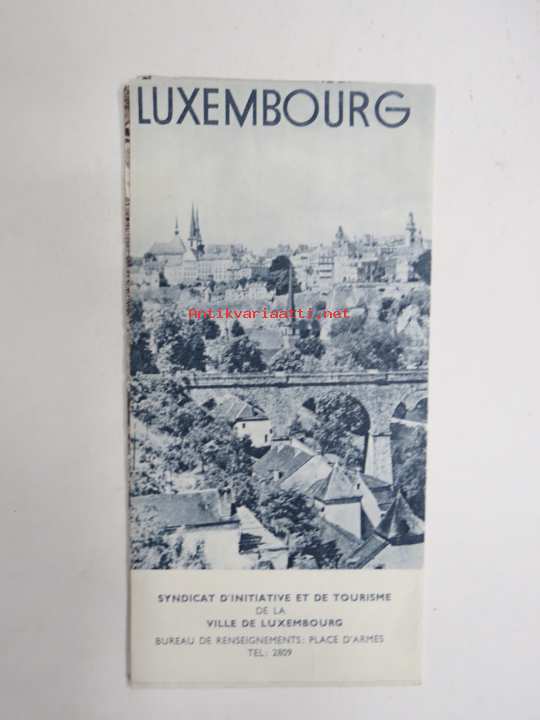 LUXEMBOURG
Antikvariaatti.net
SYNDICAT D'INITIATIVE ET DE TOURISME
DE LA
VILLE DE LUXEMBOURG
BUREAU DE RENSEIGNEMENTS: PLACE D'ARMES
TEL: 2809